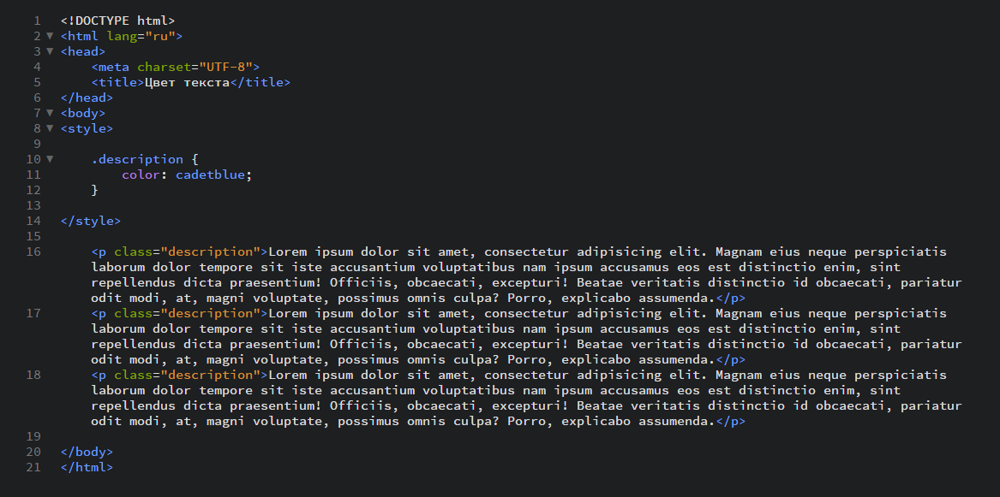 1 <!DOCTYPE html>
2 ▼ <html lang="ru">
3 ▼ <head>
4     <meta charset="UTF-8">
5     <title>Цвет текста</title>
6 </head>
7 ▼ <body>
8 ▼ <style>
9
10 ▼     .description {
11         color: cadetblue;
12     }
13
14 </style>
15
16     <p class="description">Lorem ipsum dolor sit amet, consectetur adipisicing elit. Magnam eius neque perspiciatis
laborum dolor tempore sit iste accusantium voluptatibus nam ipsum accusamus eos est distinctio enim, sint
repellendus dicta praesentium! Officiis, obcaecati, excepturi! Beatae veritatis distinctio id obcaecati, pariatur
odit modi, at, magni voluptate, possimus omnis culpa? Porro, explicabo assumenda.</p>
17     <p class="description">Lorem ipsum dolor sit amet, consectetur adipisicing elit. Magnam eius neque perspiciatis
laborum dolor tempore sit iste accusantium voluptatibus nam ipsum accusamus eos est distinctio enim, sint
repellendus dicta praesentium! Officiis, obcaecati, excepturi! Beatae veritatis distinctio id obcaecati, pariatur
odit modi, at, magni voluptate, possimus omnis culpa? Porro, explicabo assumenda.</p>
18     <p class="description">Lorem ipsum dolor sit amet, consectetur adipisicing elit. Magnam eius neque perspiciatis
laborum dolor tempore sit iste accusantium voluptatibus nam ipsum accusamus eos est distinctio enim, sint
repellendus dicta praesentium! Officiis, obcaecati, excepturi! Beatae veritatis distinctio id obcaecati, pariatur
odit modi, at, magni voluptate, possimus omnis culpa? Porro, explicabo assumenda.</p>
19
20 </body>
21 </html>